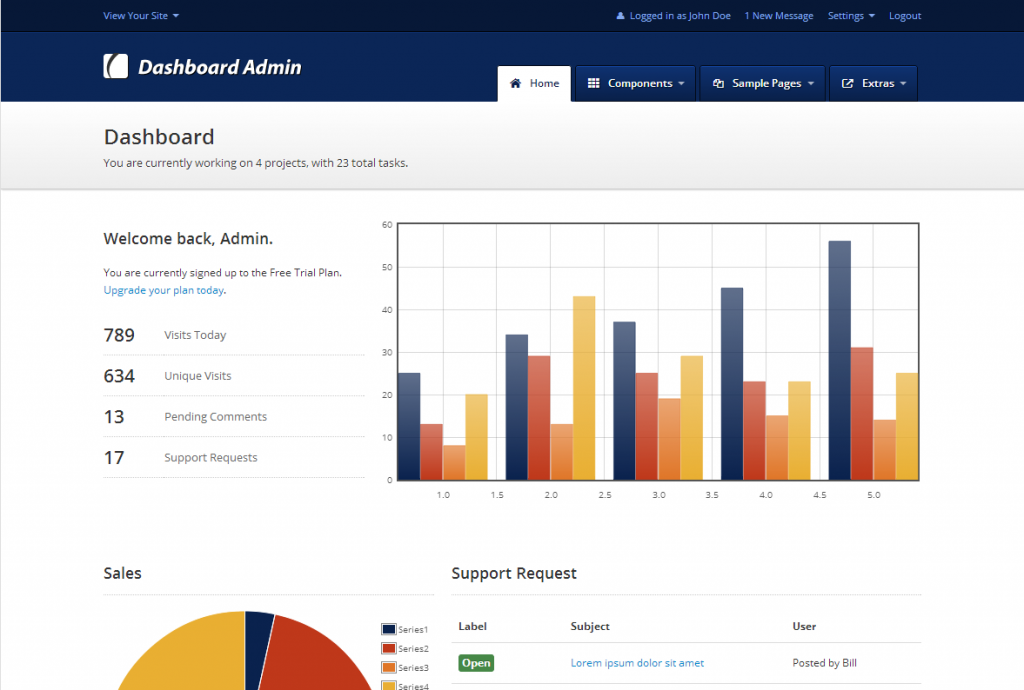 View Your Site
Logged in as John Doe 1 New Message Settings Logout
Dashboard Admin
Home Components Sample Pages Extras
Dashboard
You are currently working on 4 projects, with 23 total tasks.
Welcome back, Admin.
You are currently signed up to the Free Trial Plan.
Upgrade your plan today.
789 Visits Today
634 Unique Visits
13 Pending Comments
17 Support Requests
60
50
40
30
20
10
0
1.0 1.5 2.0 2.5 3.0 3.5 4.0 4.5 5.0
Sales
Series1
Series2
Series3
Series4
Support Request
Label Subject User
Open Lorem ipsum dolor sit amet Posted by Bill